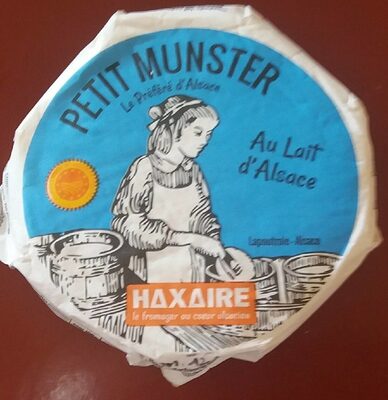 PETIT MUNSTER
Le Préféré d'Alsace
Au Lait
d'Alsace
Lapoutroie - Alsace
HAXAIRE
le fromager au coeur alsacien